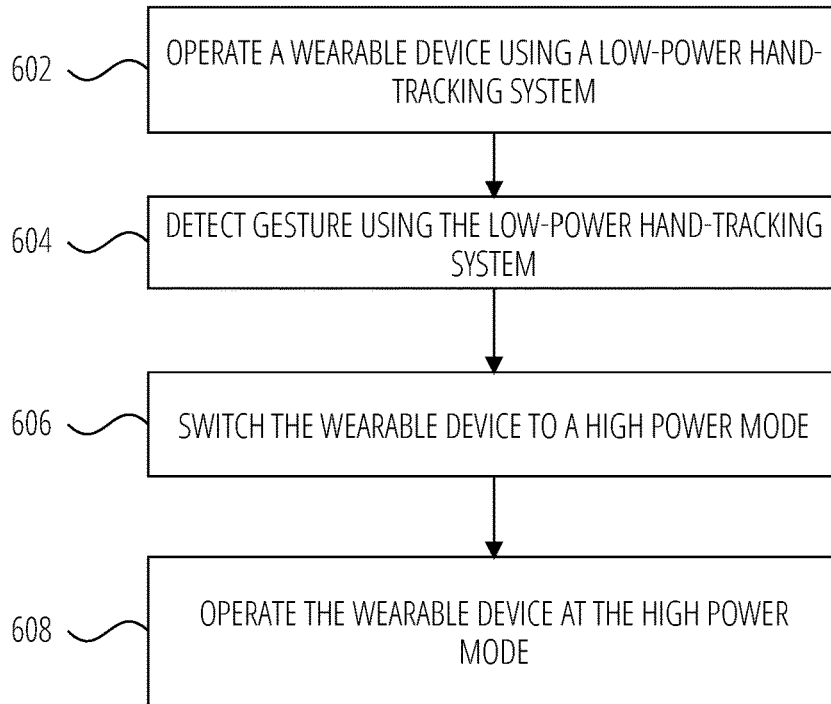 602
OPERATE A WEARABLE DEVICE USING A LOW-POWER HAND-
TRACKING SYSTEM
604
DETECT GESTURE USING THE LOW-POWER HAND-TRACKING
SYSTEM
606
SWITCH THE WEARABLE DEVICE TO A HIGH POWER MODE
608
OPERATE THE WEARABLE DEVICE AT THE HIGH POWER
MODE